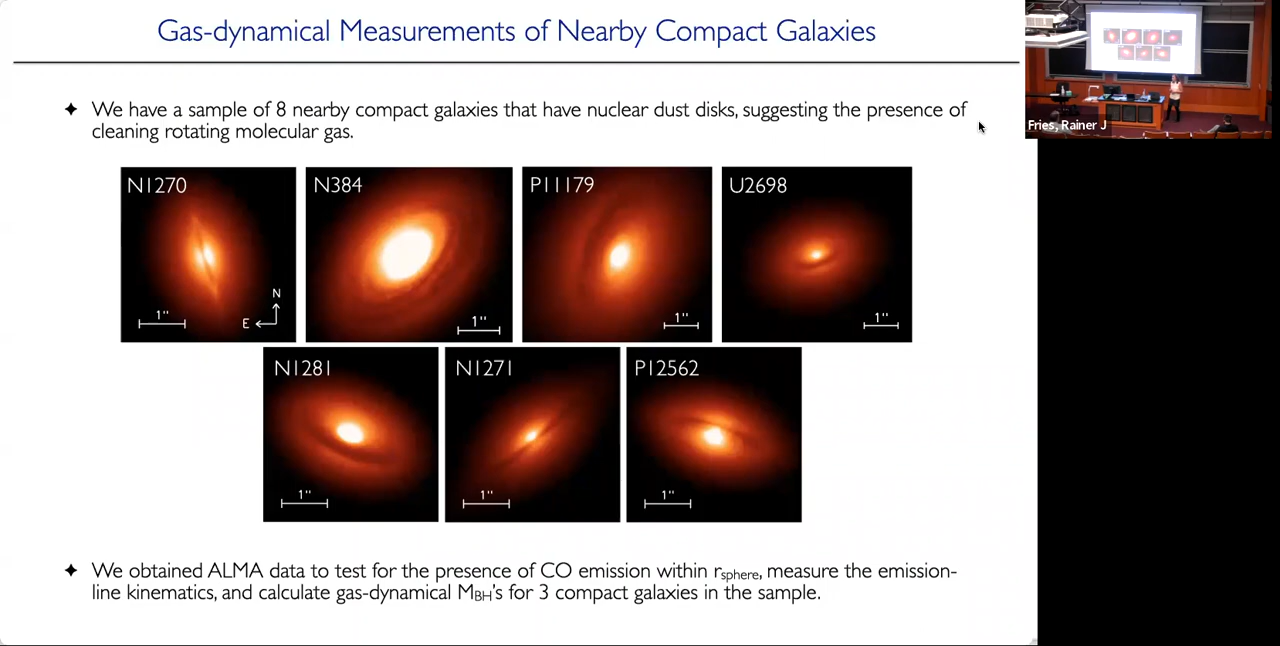 Gas-dynamical Measurements of Nearby Compact Galaxies
✦ We have a sample of 8 nearby compact galaxies that have nuclear dust disks, suggesting the presence of
cleaning rotating molecular gas.
N1270
N384
P11179
U2698
1"
N
E
1"
1"
1"
N1281
N1271
P12562
1"
1"
1"
✦ We obtained ALMA data to test for the presence of CO emission within rsphere, measure the emission-
line kinematics, and calculate gas-dynamical MBH's for 3 compact galaxies in the sample.
Fries, Rainer J